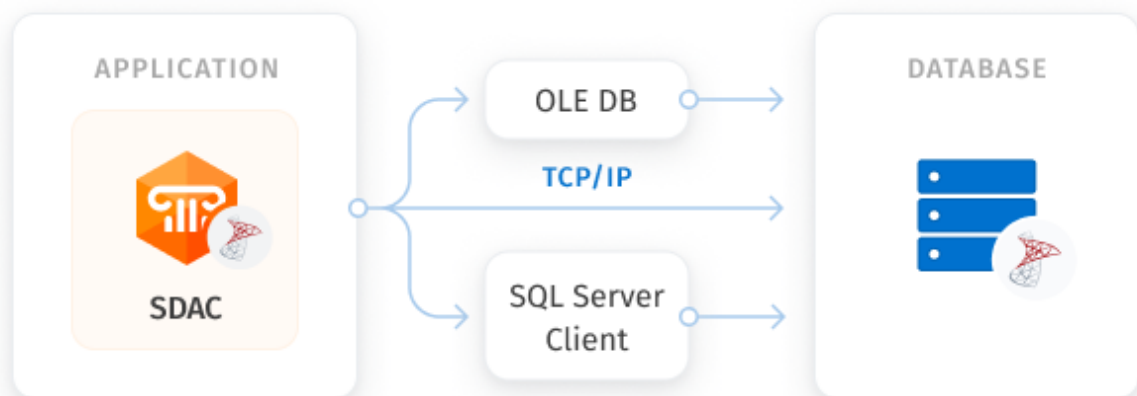 APPLICATION
SDAC
OLE DB
TCP/IP
SQL Server
Client
DATABASE